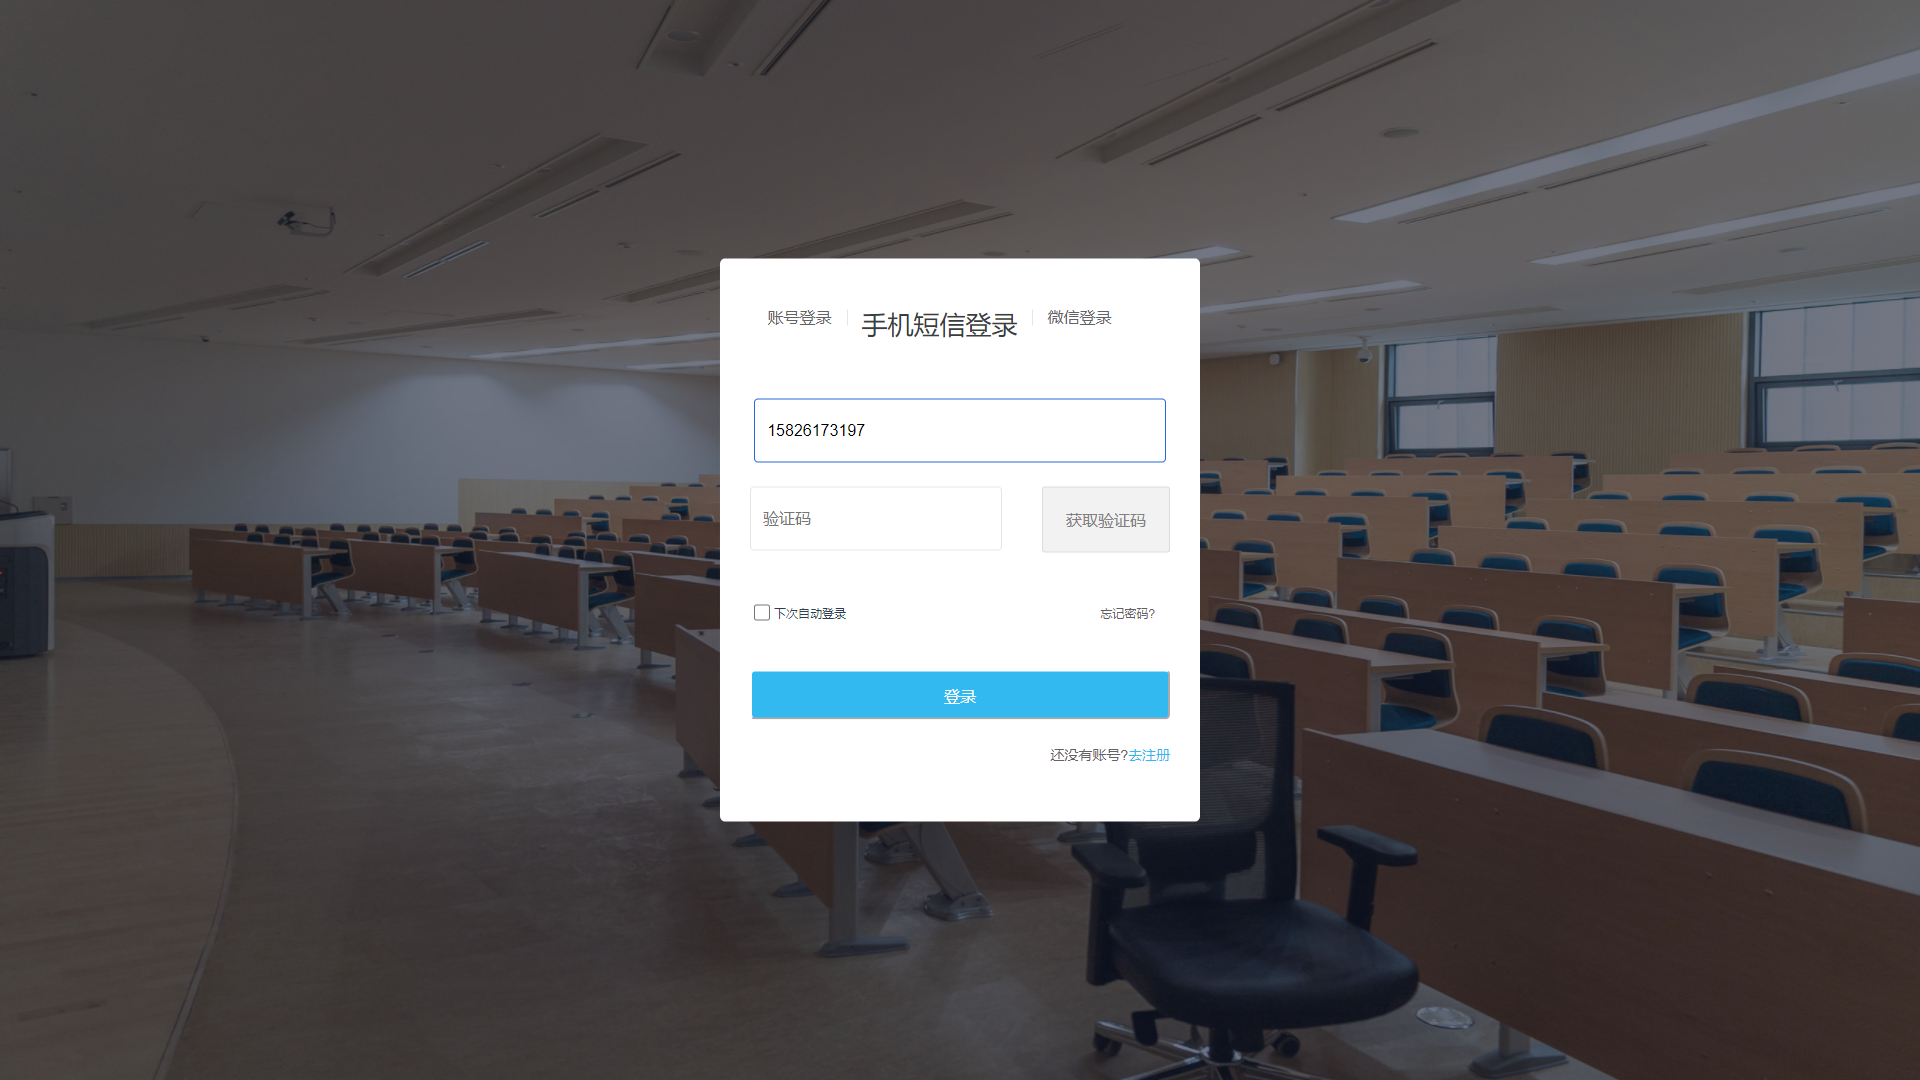 账号登录
手机短信登录
微信登录
15826173197
验证码
获取验证码
下次自动登录
忘记密码?
登录
还没有账号?去注册